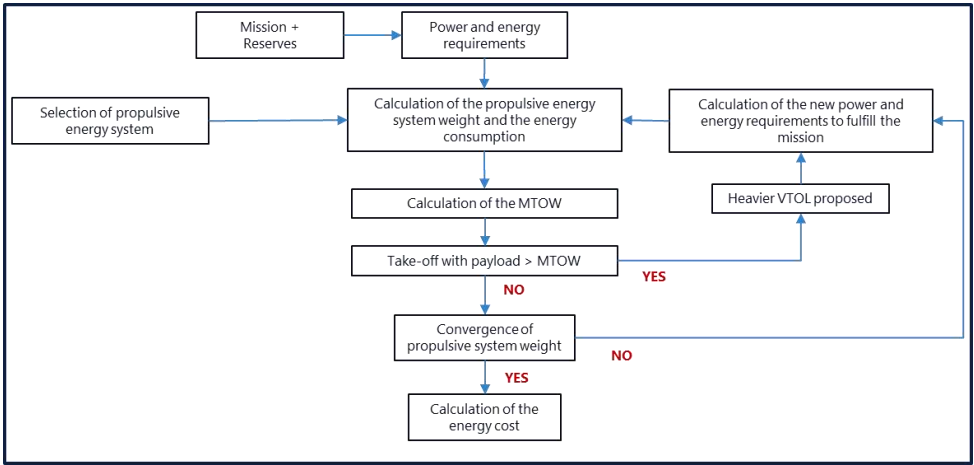 Mission +
Reserves
Power and energy
requirements
Selection of propulsive
energy system
Calculation of the propulsive energy
system weight and the energy
consumption
Calculation of the new power and
energy requirements to fulfill the
mission
Calculation of the MTOW
Heavier VTOL proposed
Take-off with payload > MTOW
YES
NO
Convergence of
propulsive system weight
NO
YES
Calculation of the
energy cost